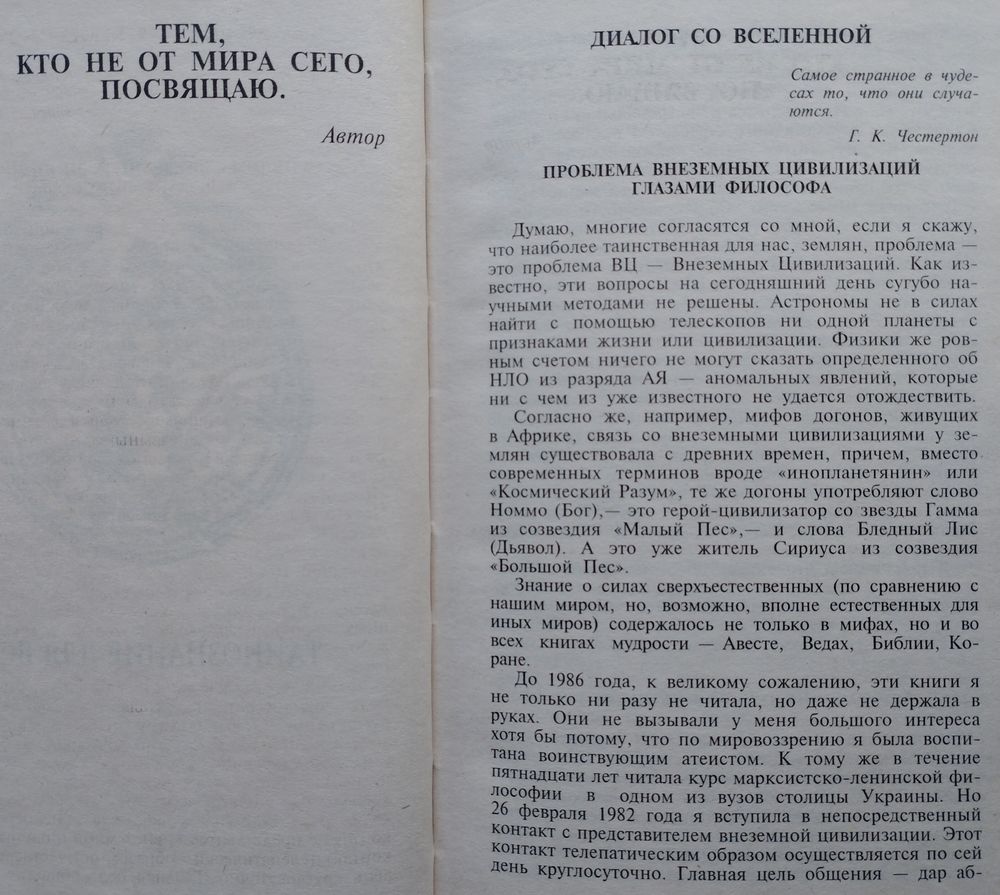 ТЕМ,
КТО НЕ ОТ МИРА СЕГО,
ПОСВЯЩАЮ.
Автор
ДИАЛОГ СО ВСЕЛЕННОЙ
Самое странное в чуде-
сах то, что они случа-
ются.
Г. К. Честертон
ПРОБЛЕМА ВНЕЗЕМНЫХ ЦИВИЛИЗАЦИЙ
ГЛАЗАМИ ФИЛОСОФА
Думаю, многие согласятся со мной, если я скажу,
что наиболее таинственная для нас, землян, проблема —
это проблема ВЦ — Внеземных Цивилизаций. Как из-
вестно, эти вопросы на сегодняшний день сугубо на-
учными методами не решены. Астрономы не в силах
найти с помощью телескопов ни одной планеты с
признаками жизни или цивилизации. Физики же ров-
ным счетом ничего не могут сказать определенного об
НЛО из разряда АЯ — аномальных явлений, которые
ни с чем из уже известного не удается отождествить.
Согласно же, например, мифов догонов, живущих
в Африке, связь со внеземными цивилизациями у зе-
млян существовала с древних времен, причем, вместо
современных терминов вроде «инопланетянин» или
«Космический Разум», те же догоны употребляют слово
Номмо (Бог),— это герой-цивилизатор со звезды Гамма
из созвездия «Малый Пес»,— и слова Бледный Лис
(Дьявол). А это уже житель Сириуса из созвездия
«Большой Пес».
Знание о силах сверхъестественных (по сравнению с
нашим миром, но, возможно, вполне естественных для
иных миров) содержалось не только в мифах, но и во
всех книгах мудрости — Авесте, Ведах, Библии, Ко-
ране.
До 1986 года, к великому сожалению, эти книги я
не только ни разу не читала, но даже не держала в
руках. Они не вызывали у меня большого интереса
хотя бы потому, что по мировоззрению я была воспи-
тана воинствующим атеистом. К тому же в течение
пятнадцати лет читала курс марксистско-ленинской фи-
лософии в одном из вузов столицы Украины. Но
26 февраля 1982 года я вступила в непосредственный
контакт с представителем внеземной цивилизации. Этот
контакт телепатическим образом осуществляется по сей
день круглосуточно. Главная цель общения — дар аб-